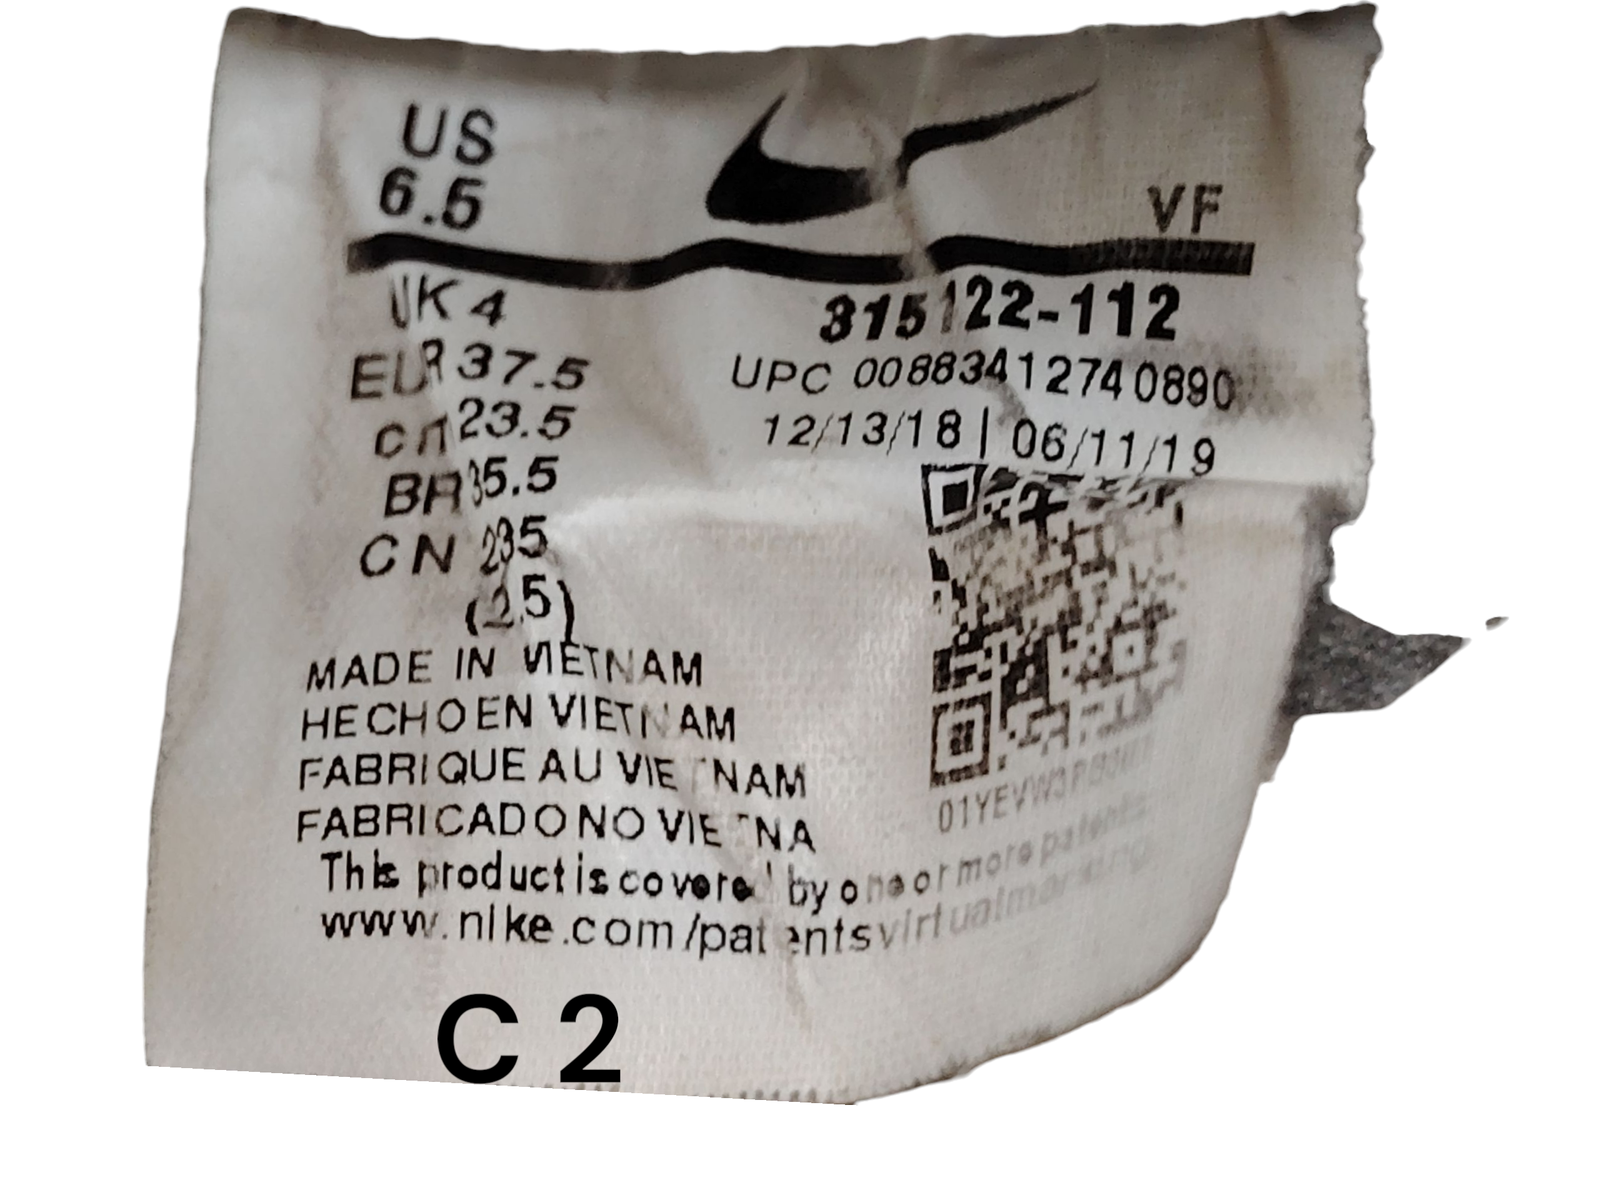 US
6.5
VF
UK 4
EUR 37.5
cm 23.5
BR 35.5
CN 235
(2.5)
315122-112
UPC 00883412740890
12/13/18 | 06/11/19
MADE IN VIETNAM
HECHO EN VIETNAM
FABRIQUE AU VIETNAM
FABRICADO NO VIETNA
This product is covered by one or more patents
www.nike.com/patents virtualmarking
C 2